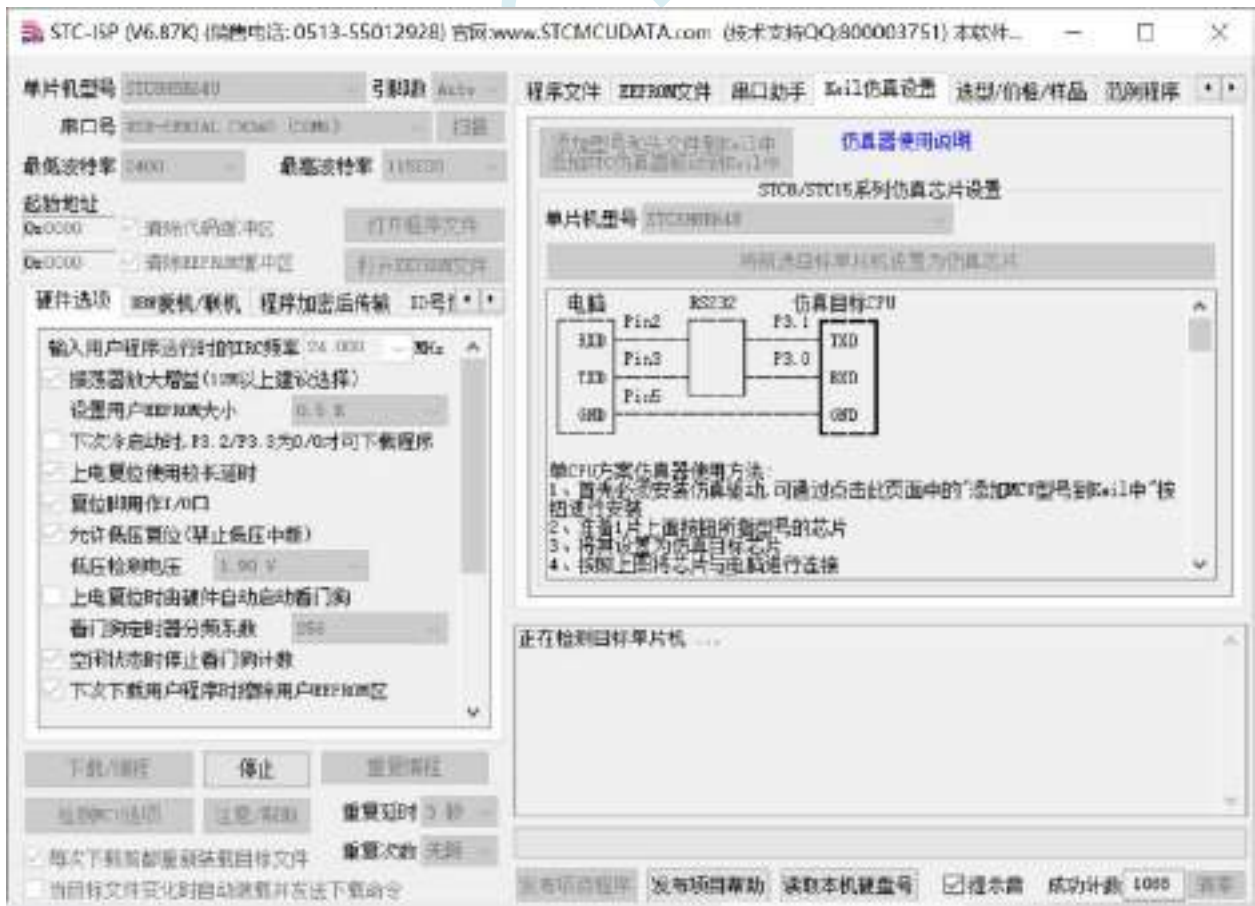 STC-ISP (V6.87K) (销售电话: 0513-55012928) 官网:www.STCMCUDATA.com (技术支持QQ:800003751) 本软件...
单片机型号 引脚数 Auto
串口号 扫描
最低波特率 2400 最高波特率 115200
起始地址
0x0000 清除代码缓冲区 打开程序文件
0x0000 清除EEPROM缓冲区 打开EEPROM文件
硬件选项 脱机/联机 程序加密后传输 ID号
输入用户程序运行时的IRC频率 24.000 MHz
振荡器放大增益(12M以上建议选择)
设置用户EEPROM大小 0.5 K
下次冷启动时,P3.2/P3.3为0/0才可下载程序
上电复位使用较长延时
复位脚用作I/O口
允许低压复位(禁止低压中断)
低压检测电压 1.90 V
上电复位时由硬件自动启动看门狗
看门狗定时器分频系数 256
空闲状态时停止看门狗计数
下次下载用户程序时擦除用户EEPROM区
下载/编程 停止 重复编程
检测MCU选项 注意/帮助 重复延时 3 秒
每次下载前都重新装载目标文件 重复次数 无限
当目标文件变化时自动装载并发送下载命令
程序文件 EEPROM文件 串口助手 Keil仿真设置 选型/价格/样品 范例程序
添加型号和头文件到Keil中
添加STC仿真器驱动到Keil中
仿真器使用说明
STC8/STC15系列仿真芯片设置
单片机型号
将所选目标单片机设置为仿真芯片
电脑 RS232 仿真目标CPU
RXD Pin2 P3.1 TXD
TXD Pin3 P3.0 RXD
GND Pin5 GND
单CPU方案仿真器使用方法:
1、首先必须安装仿真驱动,可通过点击此页面中的"添加MCU型号到Keil中"按
钮进行安装
2、准备1片上面按钮所指型号的芯片
3、将其设置为仿真目标芯片
4、按照上图将芯片与电脑进行连接
正在检测目标单片机 ...
发布项目程序 发布项目帮助 读取本机硬盘号 提示音 成功计数 1088 清零